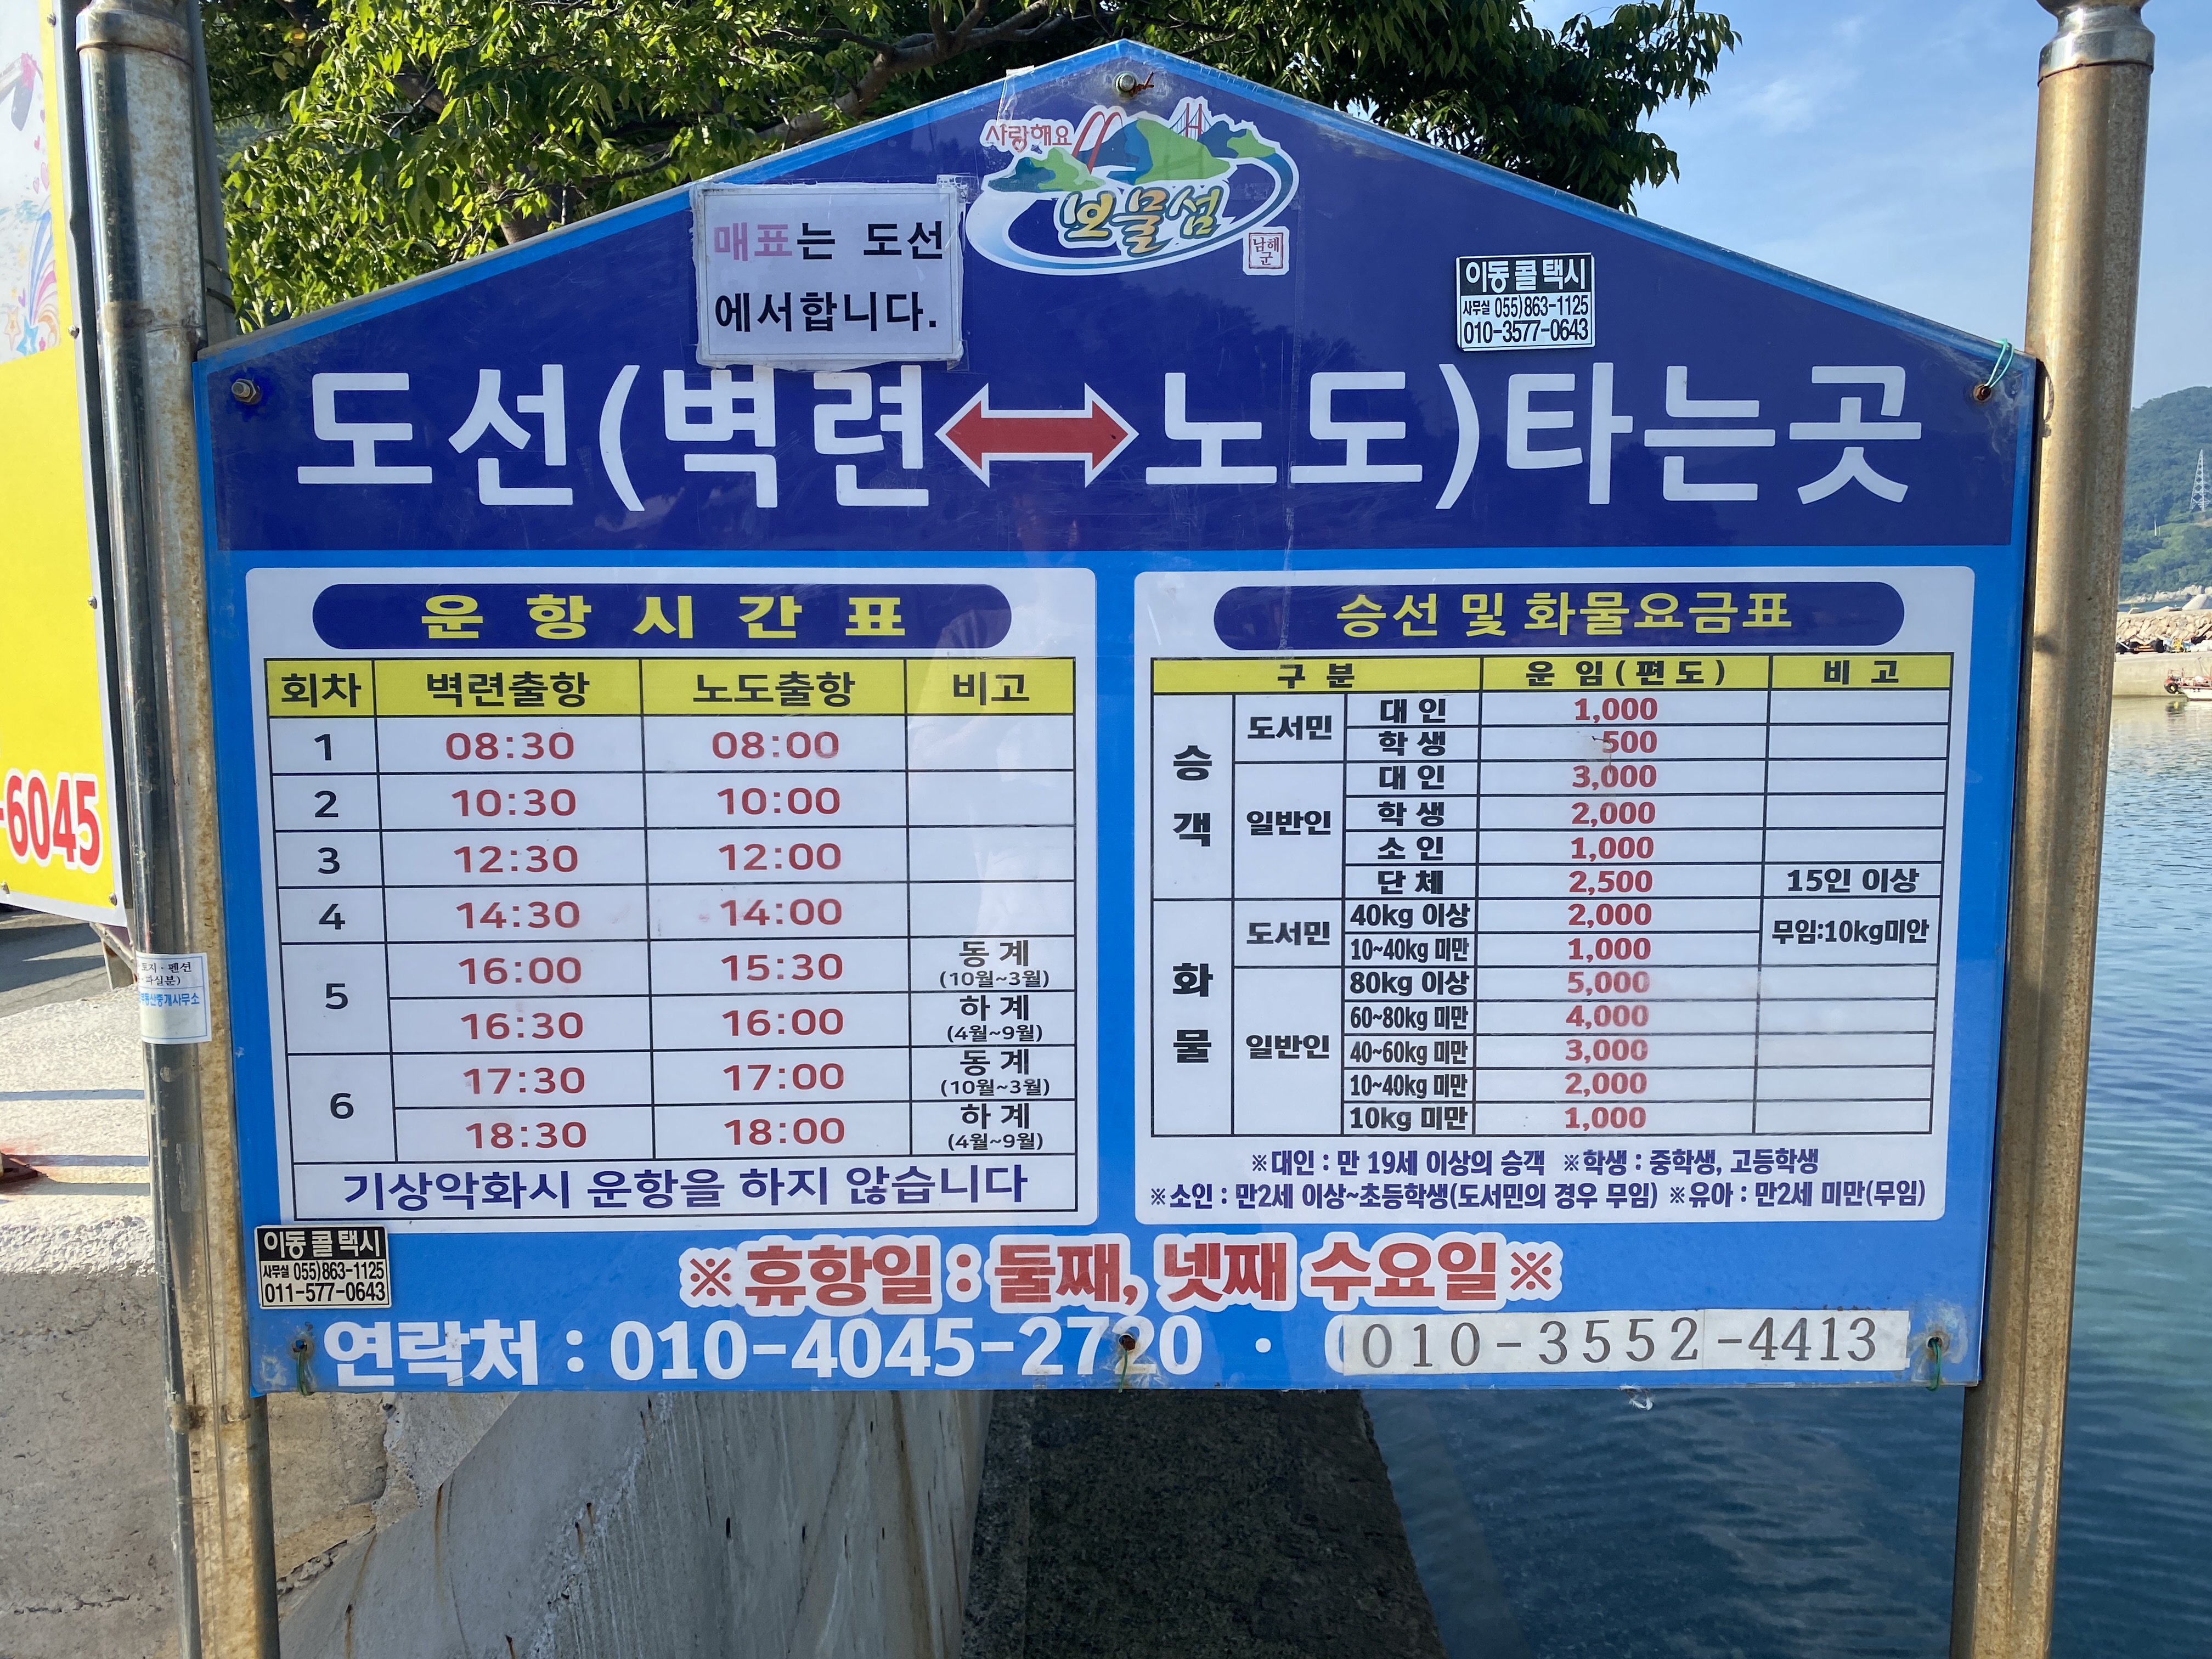 사랑해요
보물섬
남해군
매표는 도선
에서합니다.
이동 콜 택시
사무실 055)863-1125
010-3577-0643
도선(벽련↔노도)타는곳
운 항 시 간 표
회차 벽련출항 노도출항 비고
1 08:30 08:00
2 10:30 10:00
3 12:30 12:00
4 14:30 14:00
5 16:00 15:30 동 계 (10월~3월)
16:30 16:00 하 계 (4월~9월)
6 17:30 17:00 동 계 (10월~3월)
18:30 18:00 하 계 (4월~9월)
기상악화시 운항을 하지 않습니다
승선 및 화물요금표
구 분 운 임(편 도) 비 고
승객 도서민 대 인 1,000
학 생 500
일반인 대 인 3,000
학 생 2,000
소 인 1,000
단 체 2,500 15인 이상
화물 도서민 40kg 이상 2,000 무임:10kg미안
10~40kg 미만 1,000
일반인 80kg 이상 5,000
60~80kg 미만 4,000
40~60kg 미만 3,000
10~40kg 미만 2,000
10kg 미만 1,000
※대인 : 만 19세 이상의 승객 ※학생 : 중학생, 고등학생
※소인 : 만2세 이상~초등학생(도서민의 경우 무임) ※유아 : 만2세 미만(무임)
이동 콜 택시
사무실 055)863-1125
011-577-0643
※휴항일 : 둘째, 넷째 수요일※
연락처 : 010-4045-2720 · 010-3552-4413
-6045
토지·펜션
중개사무소